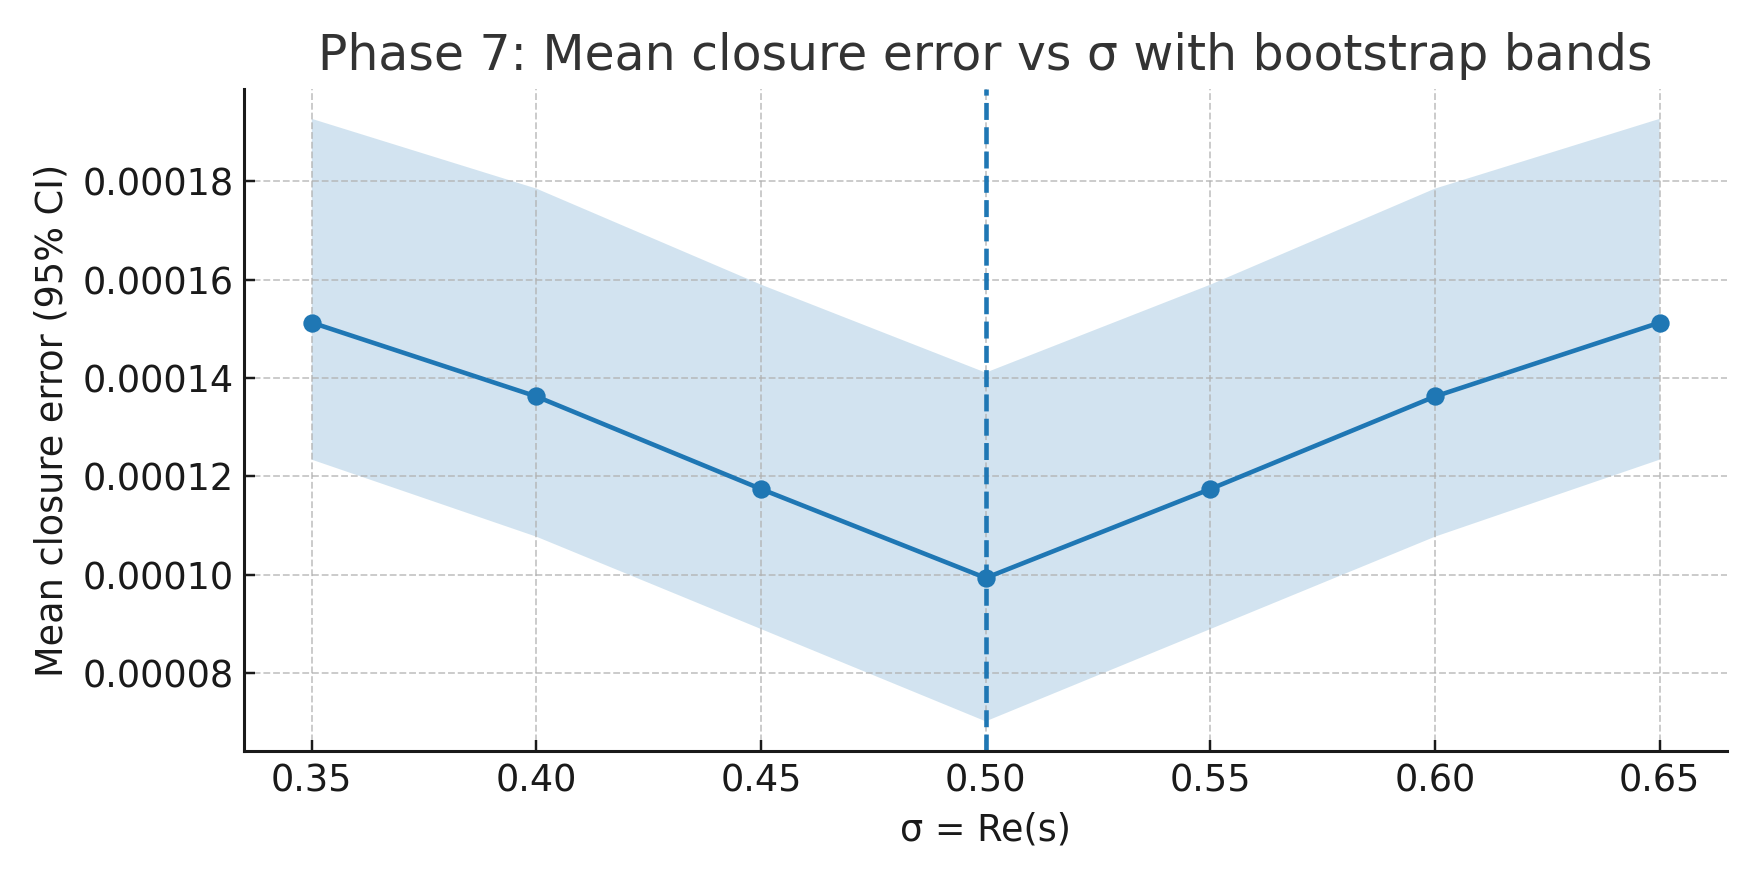 Phase 7: Mean closure error vs σ with bootstrap bands
Mean closure error (95% CI)
0.00018
0.00016
0.00014
0.00012
0.00010
0.00008
0.35 0.40 0.45 0.50 0.55 0.60 0.65
σ = Re(s)